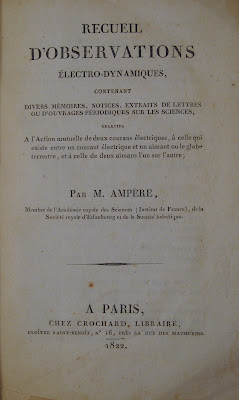 RECUEIL
D'OBSERVATIONS
ÉLECTRO-DYNAMIQUES,
CONTENANT
DIVERS MÉMOIRES, NOTICES, EXTRAITS DE LETTRES
OU D'OUVRAGES PÉRIODIQUES SUR LES SCIENCES,
RELATIFS
A l'Action mutuelle de deux courans électriques, à celle qui
existe entre un courant électrique et un aimant ou le globe
terrestre, et à celle de deux aimans l'un sur l'autre;
PAR M. AMPÈRE,
Membre de l'Académie royale des Sciences (Institut de France), de la
Société royale d'Edimbourg et de la Société helvétique.
A PARIS,
CHEZ CROCHARD, LIBRAIRE,
CLOÎTRE SAINT-BENOÎT, Nº 16, PRÈS LA RUE DES MATHURINS.
1822.